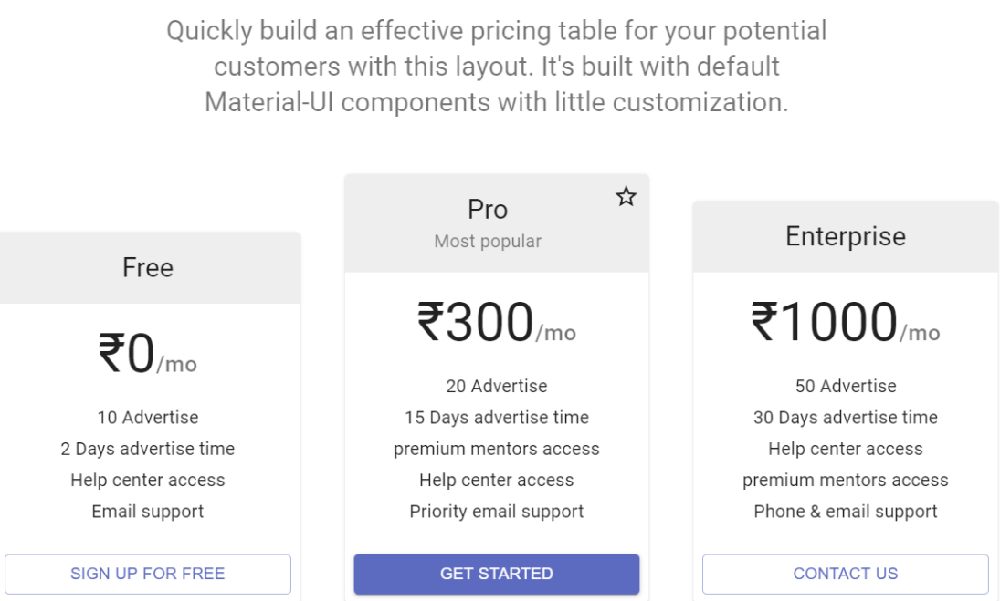 Quickly build an effective pricing table for your potential
customers with this layout. It's built with default
Material-UI components with little customization.
Free
₹0/mo
10 Advertise
2 Days advertise time
Help center access
Email support
SIGN UP FOR FREE
Pro
Most popular
₹300/mo
20 Advertise
15 Days advertise time
premium mentors access
Help center access
Priority email support
GET STARTED
Enterprise
₹1000/mo
50 Advertise
30 Days advertise time
Help center access
premium mentors access
Phone & email support
CONTACT US